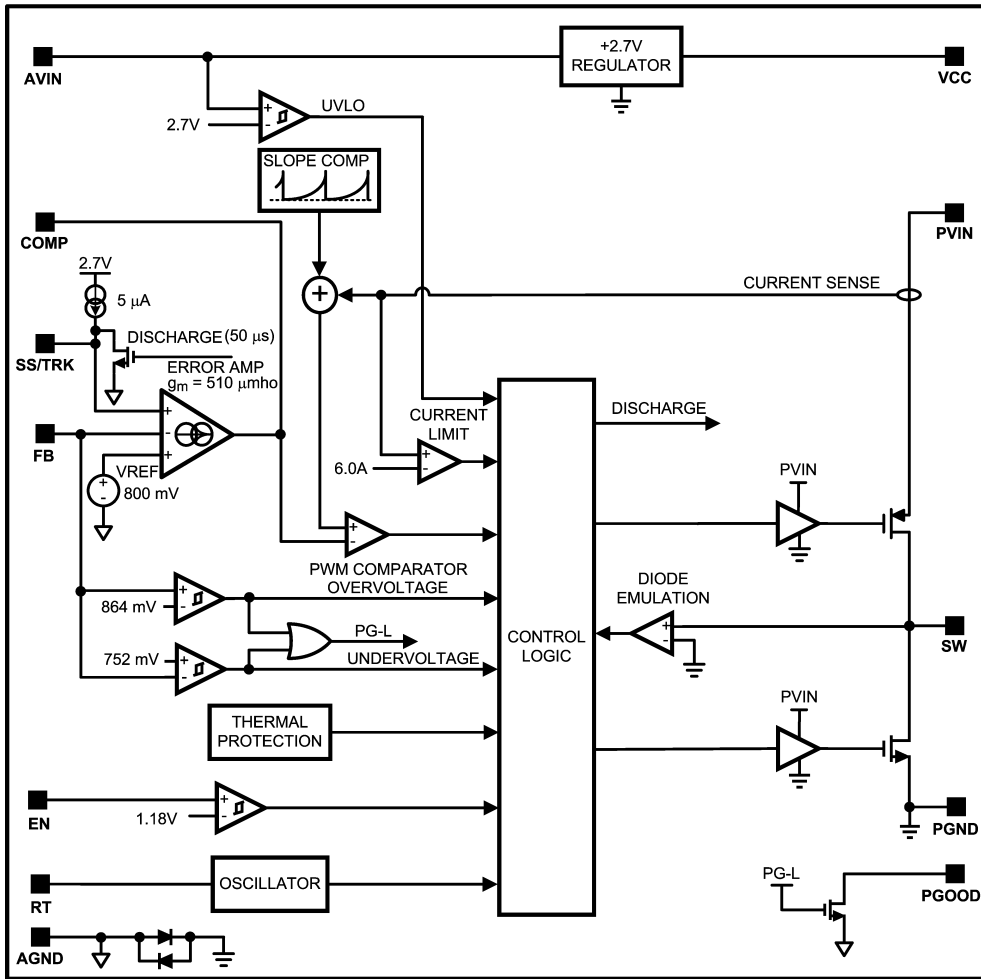 AVIN
+2.7V
REGULATOR
VCC
UVLO
+
-
2.7V
SLOPE COMP
COMP
PVIN
2.7V
5 μA
+
CURRENT SENSE
DISCHARGE (50 μs)
SS/TRK
ERROR AMP
gm = 510 μmho
+
-
+
FB
VREF
+
-
800 mV
CURRENT
LIMIT
+
-
6.0A
DISCHARGE
PVIN
+
-
PWM COMPARATOR
OVERVOLTAGE
+
-
864 mV
PG-L
752 mV
+
-
UNDERVOLTAGE
CONTROL
LOGIC
DIODE
EMULATION
+
-
SW
THERMAL
PROTECTION
PVIN
EN
+
-
1.18V
PGND
RT
OSCILLATOR
PG-L
PGOOD
AGND